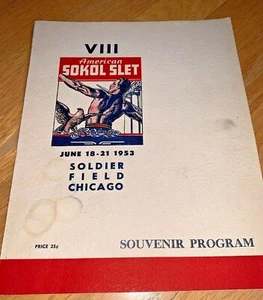 VIII
American
SOKOL SLET
JUNE 18-21 1953
SOLDIER
FIELD
CHICAGO
PRICE 25¢
SOUVENIR PROGRAM